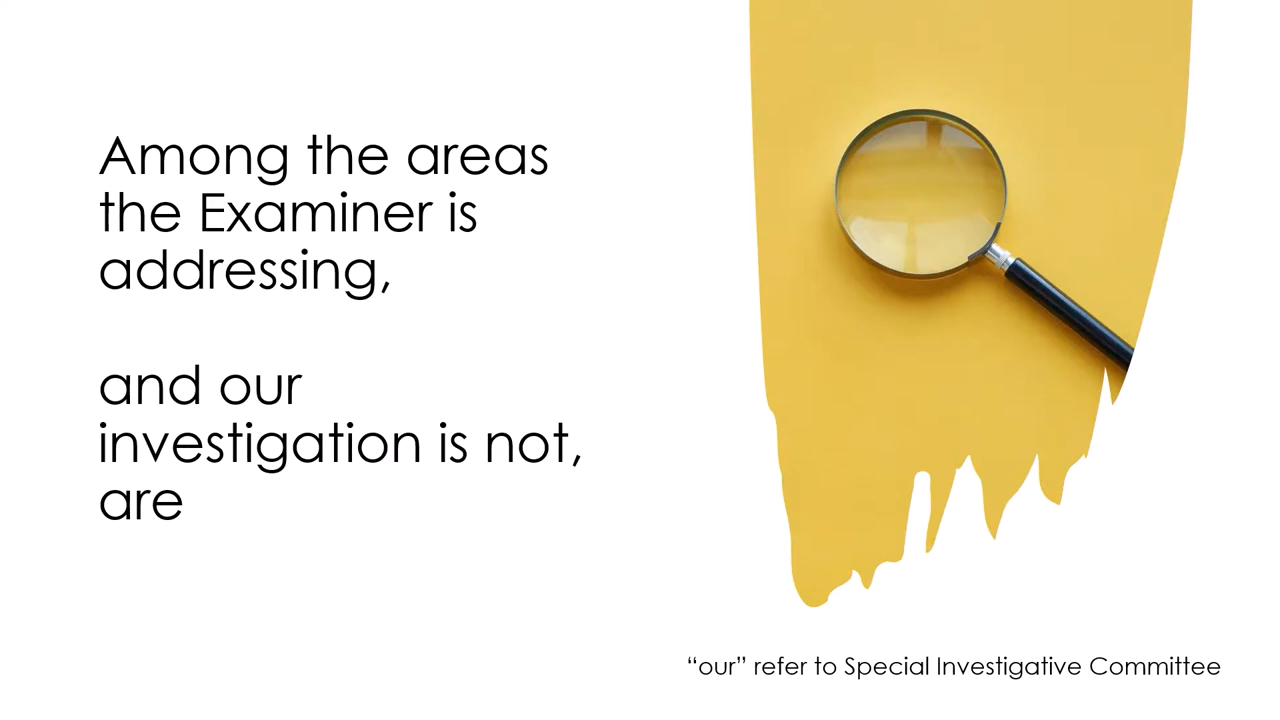 Among the areas
the Examiner is
addressing,
and our
investigation is not,
are
“our” refer to Special Investigative Committee